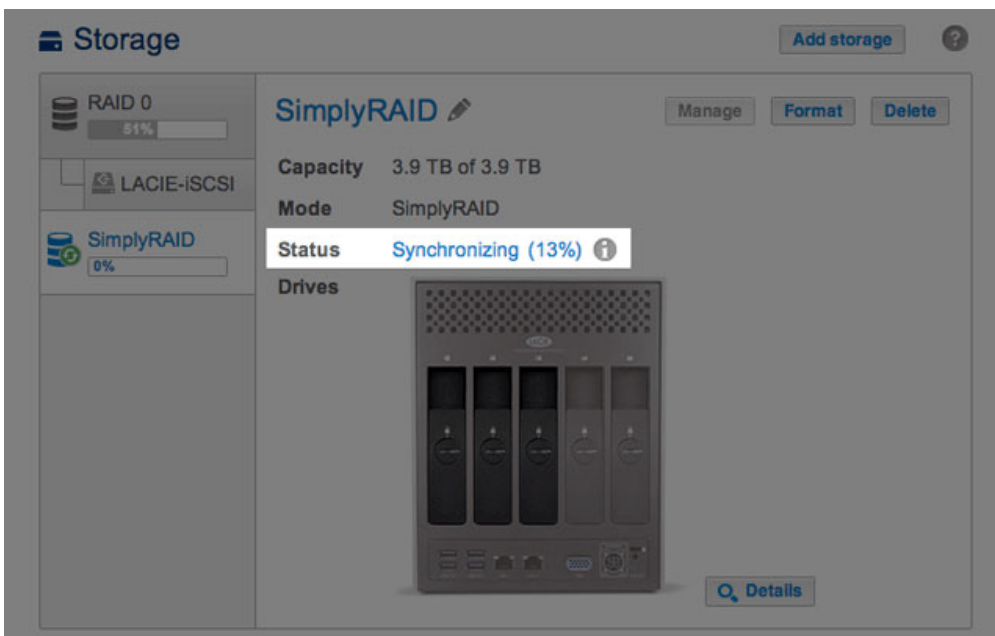 Storage
Add storage
?
RAID 0
51%
LACIE-iSCSI
SimplyRAID
0%
SimplyRAID
Manage
Format
Delete
Capacity 3.9 TB of 3.9 TB
Mode SimplyRAID
Status Synchronizing (13%) i
Drives
LACIE
Details